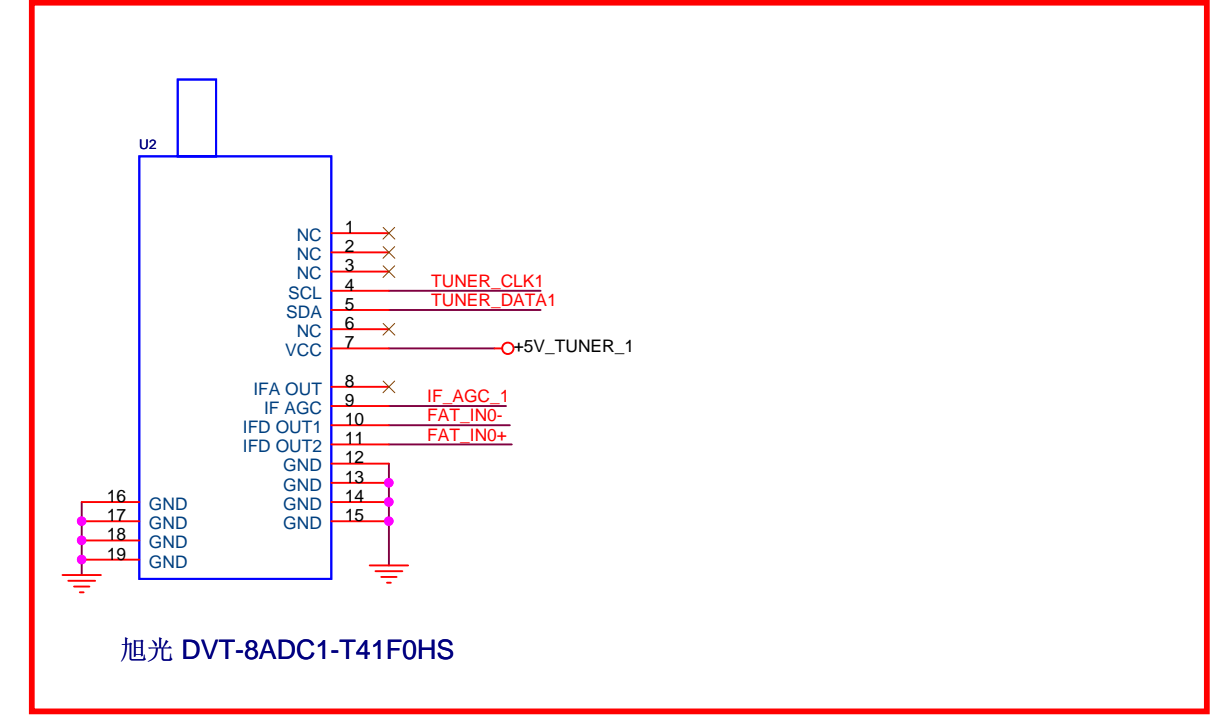 U2
NC 1
NC 2
NC 3
SCL 4 TUNER_CLK1
SDA 5 TUNER_DATA1
NC 6
VCC 7 +5V_TUNER_1
IFA OUT 8
IF AGC 9 IF_AGC_1
IFD OUT1 10 FAT_IN0-
IFD OUT2 11 FAT_IN0+
GND 12
GND 13
16 GND GND 14
17 GND GND 15
18 GND
19 GND
旭光 DVT-8ADC1-T41F0HS